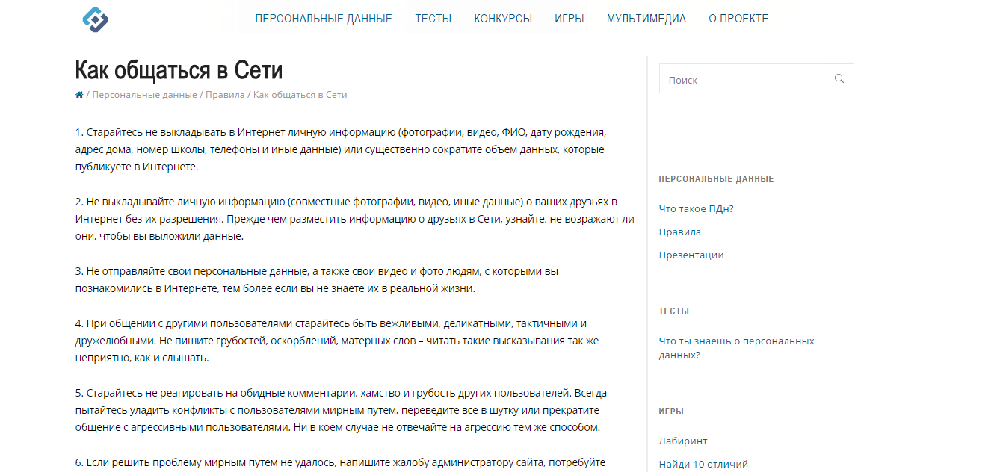 ПЕРСОНАЛЬНЫЕ ДАННЫЕ ТЕСТЫ КОНКУРСЫ ИГРЫ МУЛЬТИМЕДИА О ПРОЕКТЕ
Как общаться в Сети
/ Персональные данные / Правила / Как общаться в Сети
1. Старайтесь не выкладывать в Интернет личную информацию (фотографии, видео, ФИО, дату рождения,
адрес дома, номер школы, телефоны и иные данные) или существенно сократите объем данных, которые
публикуете в Интернете.
2. Не выкладывайте личную информацию (совместные фотографии, видео, иные данные) о ваших друзьях в
Интернет без их разрешения. Прежде чем разместить информацию о друзьях в Сети, узнайте, не возражают ли
они, чтобы вы выложили данные.
3. Не отправляйте свои персональные данные, а также свои видео и фото людям, с которыми вы
познакомились в Интернете, тем более если вы не знаете их в реальной жизни.
4. При общении с другими пользователями старайтесь быть вежливыми, деликатными, тактичными и
дружелюбными. Не пишите грубостей, оскорблений, матерных слов – читать такие высказывания так же
неприятно, как и слышать.
5. Старайтесь не реагировать на обидные комментарии, хамство и грубость других пользователей. Всегда
пытайтесь уладить конфликты с пользователями мирным путем, переведите все в шутку или прекратите
общение с агрессивными пользователями. Ни в коем случае не отвечайте на агрессию тем же способом.
6. Если решить проблему мирным путем не удалось, напишите жалобу администратору сайта, потребуйте
Поиск
ПЕРСОНАЛЬНЫЕ ДАННЫЕ
Что такое ПДн?
Правила
Презентации
ТЕСТЫ
Что ты знаешь о персональных
данных?
ИГРЫ
Лабиринт
Найди 10 отличий